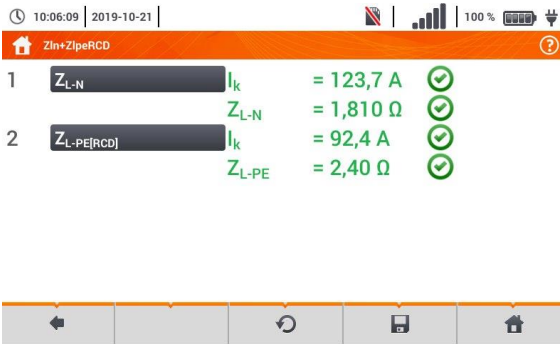 10:06:09 2019-10-21 100 %
Zln+ZlpeRCD ?
1 ZL-N Ik = 123,7 A
ZL-N = 1,810 Ω
2 ZL-PE[RCD] Ik = 92,4 A
ZL-PE = 2,40 Ω